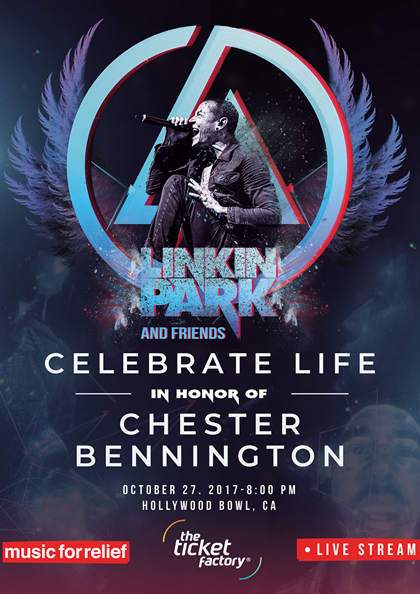 LINKIN
PARK
AND FRIENDS
CELEBRATE LIFE
IN HONOR OF
CHESTER
BENNINGTON
OCTOBER 27. 2017-8:00 PM
HOLLYWOOD BOWL, CA
music for relief
the
ticket
factory®
• LIVE STREAM